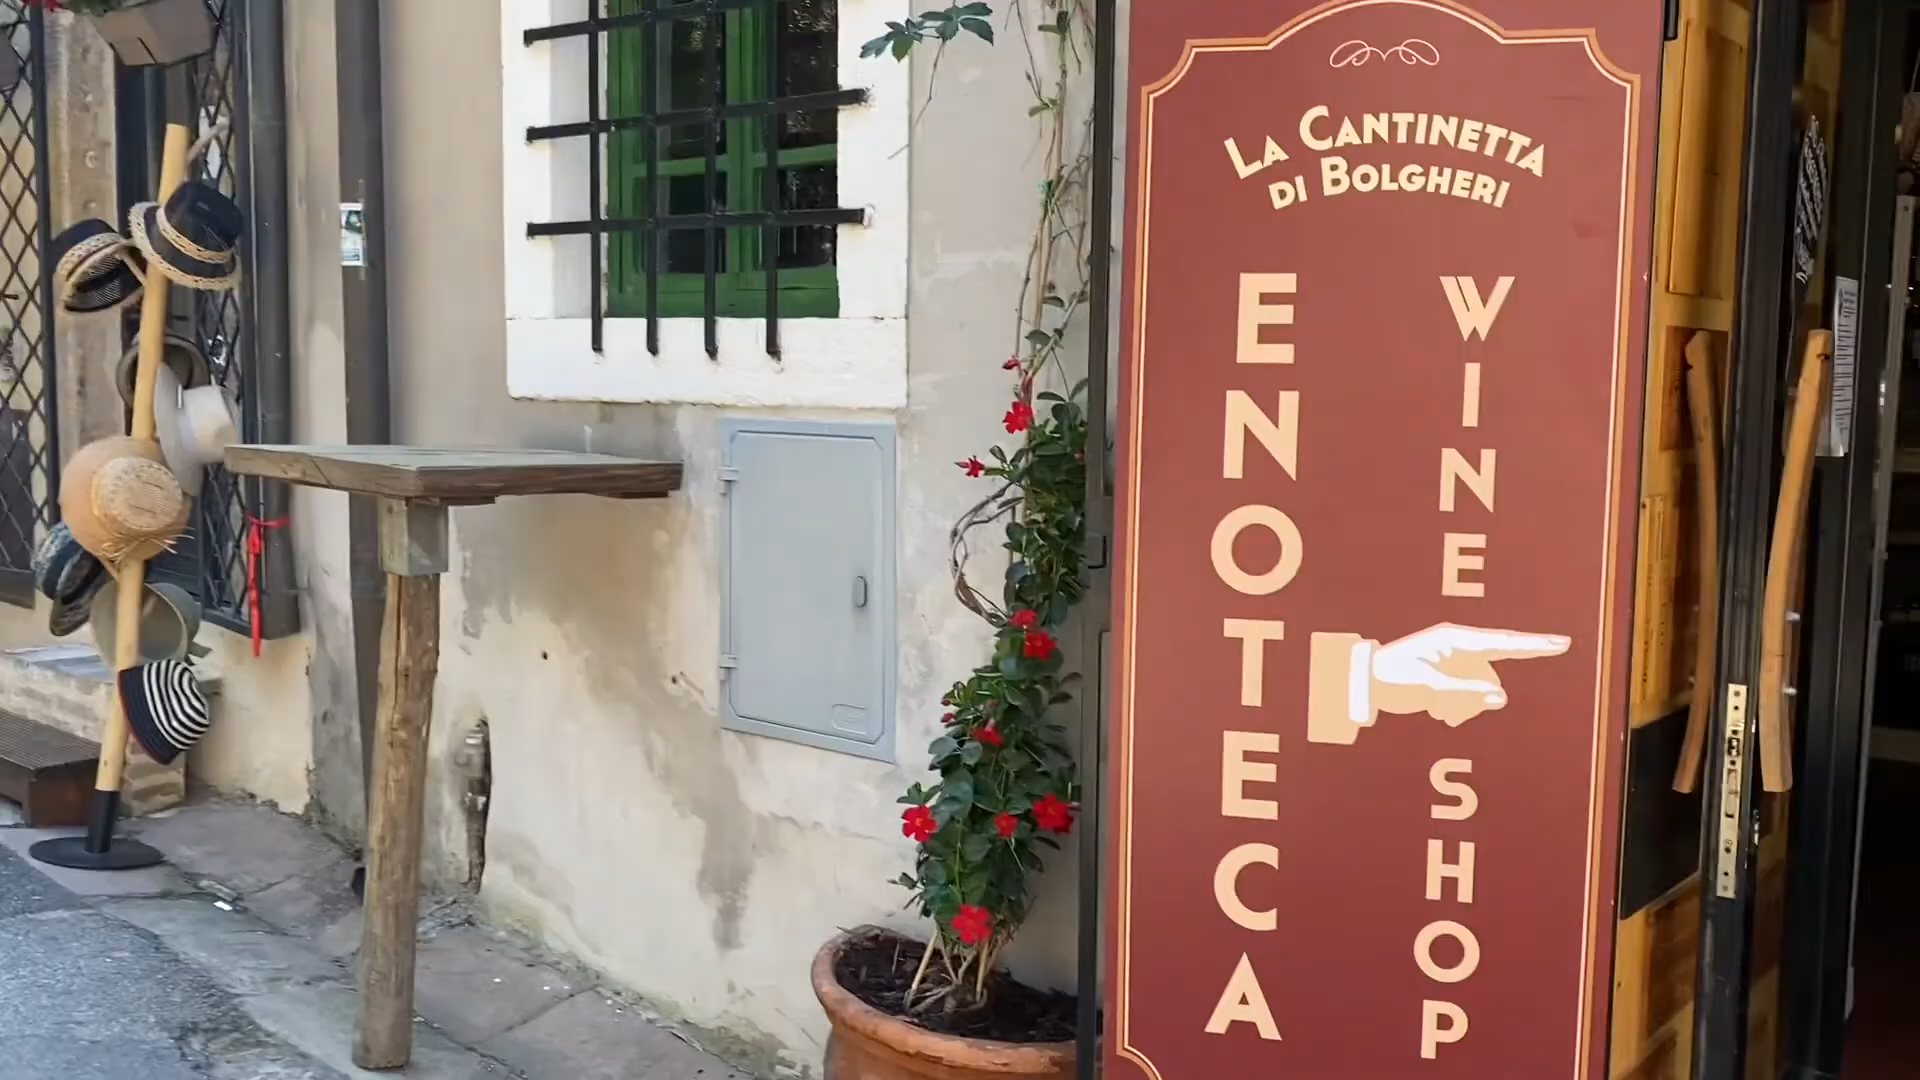 La Cantinetta
di Bolgheri
ENOTECA
WINE
SHOP